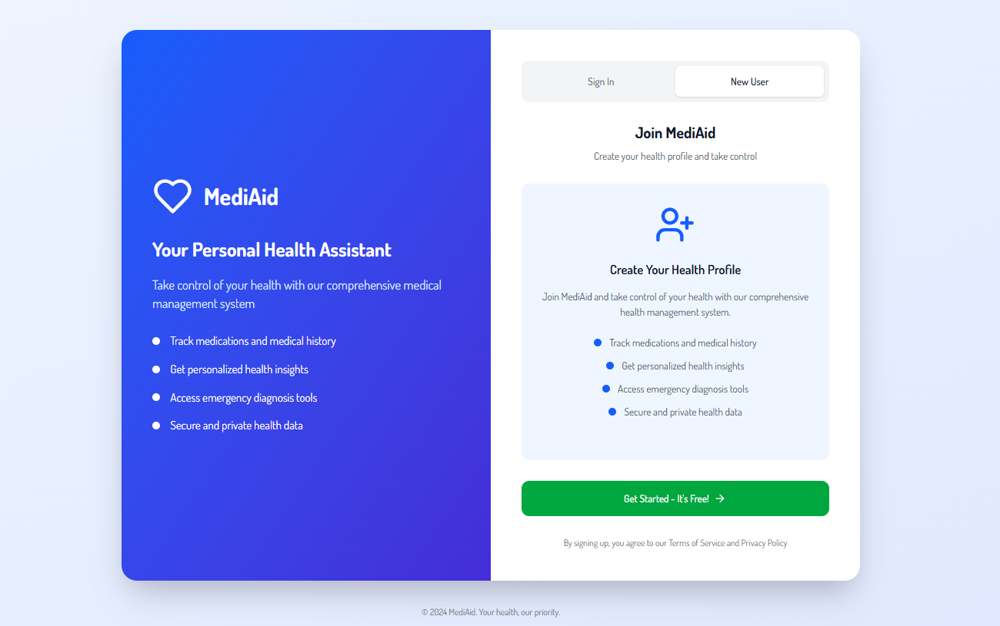 MediAid
Your Personal Health Assistant
Take control of your health with our comprehensive medical
management system
Track medications and medical history
Get personalized health insights
Access emergency diagnosis tools
Secure and private health data
Sign In
New User
Join MediAid
Create your health profile and take control
Create Your Health Profile
Join MediAid and take control of your health with our comprehensive
health management system.
Track medications and medical history
Get personalized health insights
Access emergency diagnosis tools
Secure and private health data
Get Started - It's Free!
By signing up, you agree to our Terms of Service and Privacy Policy
© 2024 MediAid. Your health, our priority.